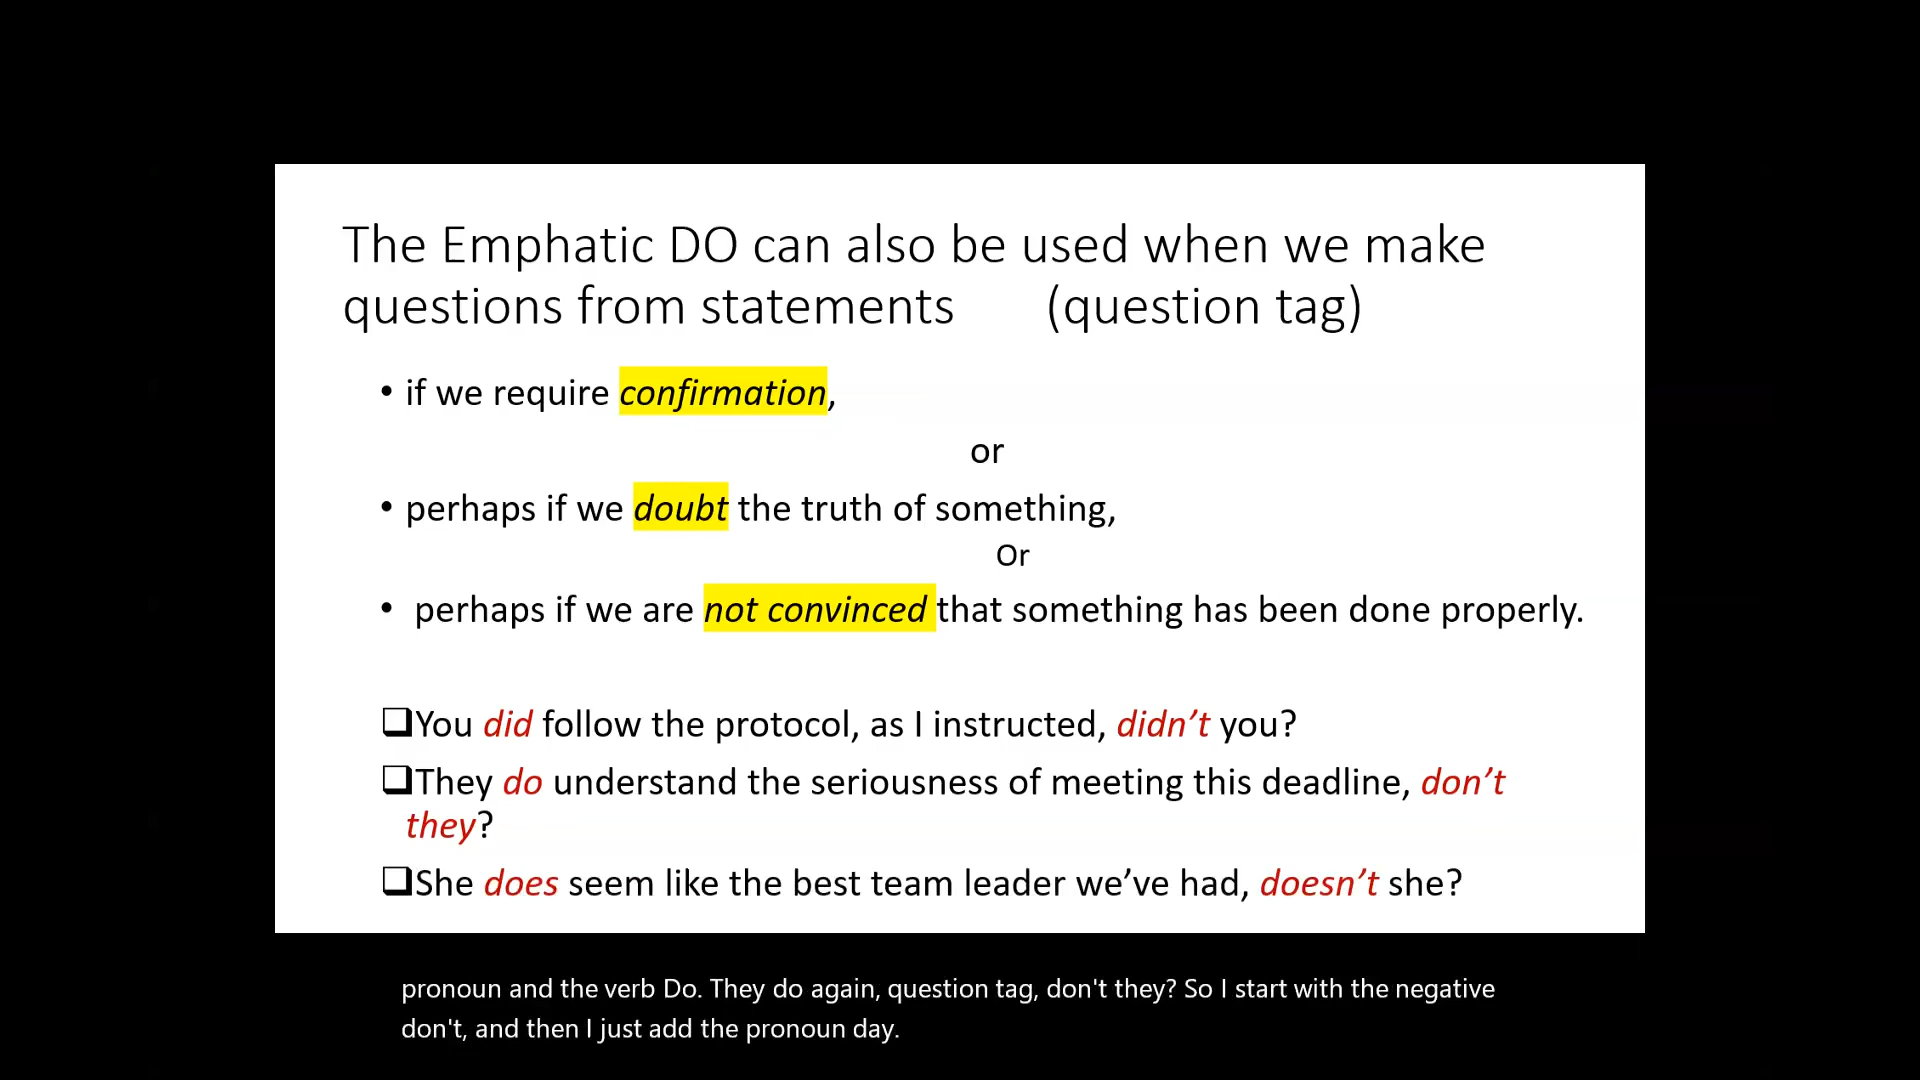 The Emphatic DO can also be used when we make
questions from statements (question tag)
• if we require confirmation,
or
• perhaps if we doubt the truth of something,
Or
• perhaps if we are not convinced that something has been done properly.
❑You did follow the protocol, as I instructed, didn’t you?
❑They do understand the seriousness of meeting this deadline, don’t
they?
❑She does seem like the best team leader we’ve had, doesn’t she?
pronoun and the verb Do. They do again, question tag, don't they? So I start with the negative
don't, and then I just add the pronoun day.